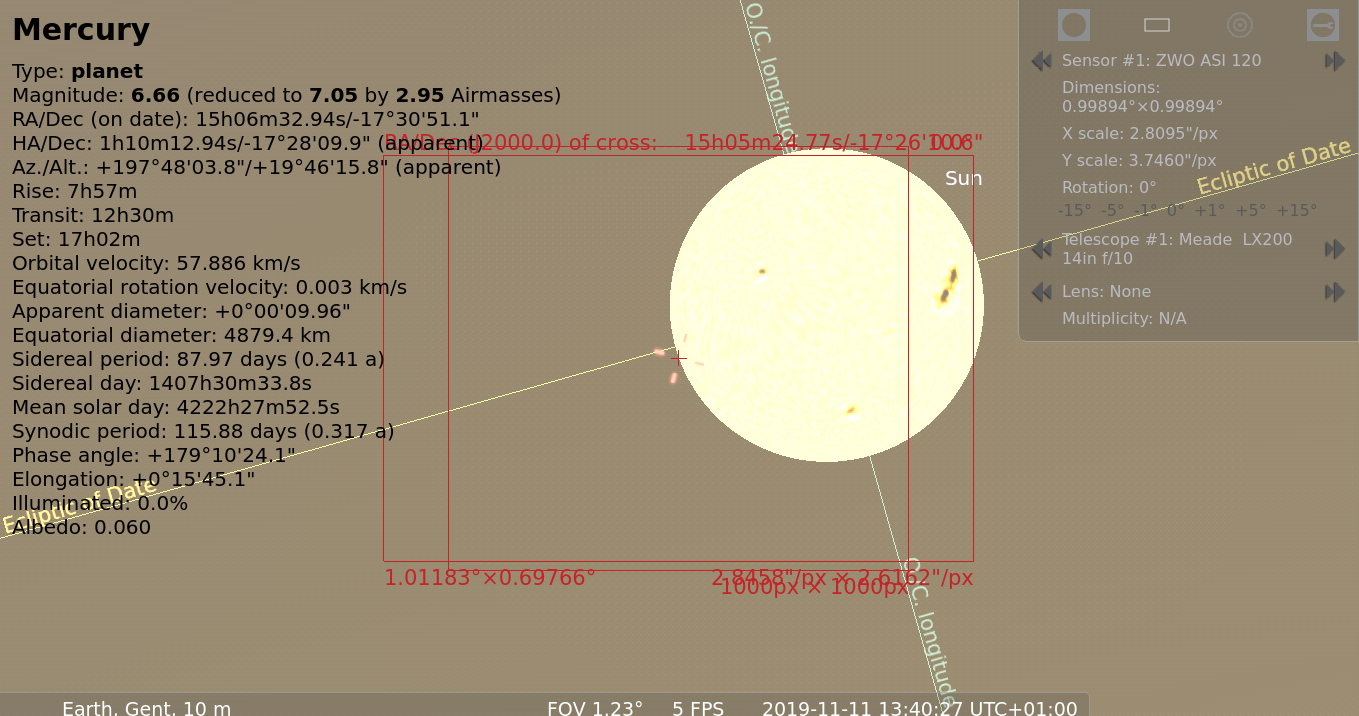 Mercury
Type: planet
Magnitude: 6.66 (reduced to 7.05 by 2.95 Airmasses)
RA/Dec (on date): 15h06m32.94s/-17°30'51.1"
HA/Dec: 1h10m12.94s/-17°28'09.9" (apparent)
Az./Alt.: +197°48'03.8"/+19°46'15.8" (apparent)
Rise: 7h57m
Transit: 12h30m
Set: 17h02m
Orbital velocity: 57.886 km/s
Equatorial rotation velocity: 0.003 km/s
Apparent diameter: +0°00'09.96"
Equatorial diameter: 4879.4 km
Sidereal period: 87.97 days (0.241 a)
Sidereal day: 1407h30m33.8s
Mean solar day: 4222h27m52.5s
Synodic period: 115.88 days (0.317 a)
Phase angle: +179°10'24.1"
Elongation: +0°15'45.1"
Illuminated: 0.0%
Albedo: 0.060
Ecliptic of Date
O./C. longitude
RA/Dec (J2000.0) of cross: 15h05m24.77s/-17°26'
Sun
Ecliptic of Date
1.01183°×0.69766°
2.8458"/px × 2.6162"/px
1000px × 1000px
O./C. longitude
Sensor #1: ZWO ASI 120
Dimensions:
0.99894°×0.99894°
X scale: 2.8095"/px
Y scale: 3.7460"/px
Rotation: 0°
-15° -5° -1° 0° +1° +5° +15°
Telescope #1: Meade LX200
14in f/10
Lens: None
Multiplicity: N/A
Earth, Gent, 10 m
FOV 1.23°
5 FPS
2019-11-11 13:40:27 UTC+01:00